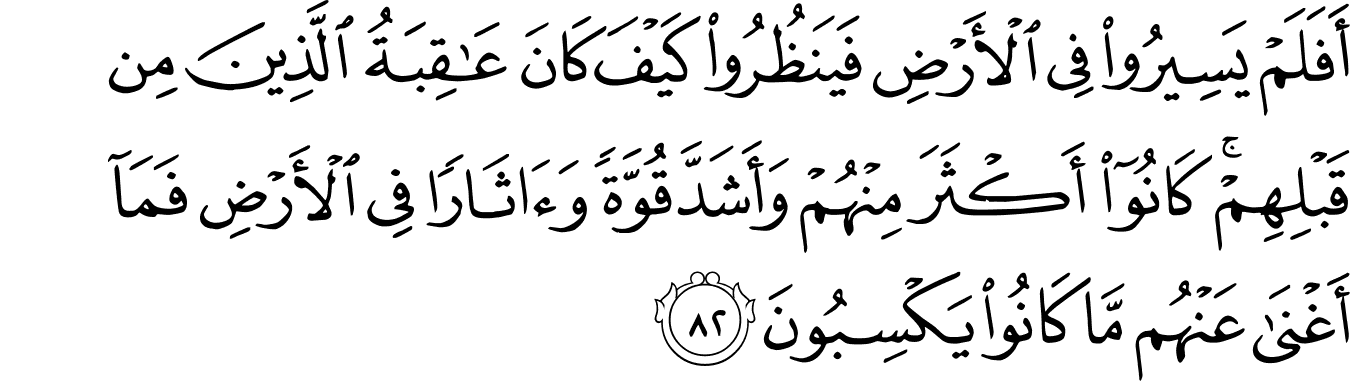 أَفَلَمْ يَسِيرُوا۟ فِى ٱلْأَرْضِ فَيَنظُرُوا۟ كَيْفَ كَانَ عَـٰقِبَةُ ٱلَّذِينَ مِن
قَبْلِهِمْ ۚ كَانُوٓا۟ أَكْثَرَ مِنْهُمْ وَأَشَدَّ قُوَّةً وَءَاثَارًا فِى ٱلْأَرْضِ فَمَآ
أَغْنَىٰ عَنْهُم مَّا كَانُوا۟ يَكْسِبُونَ ٨٢